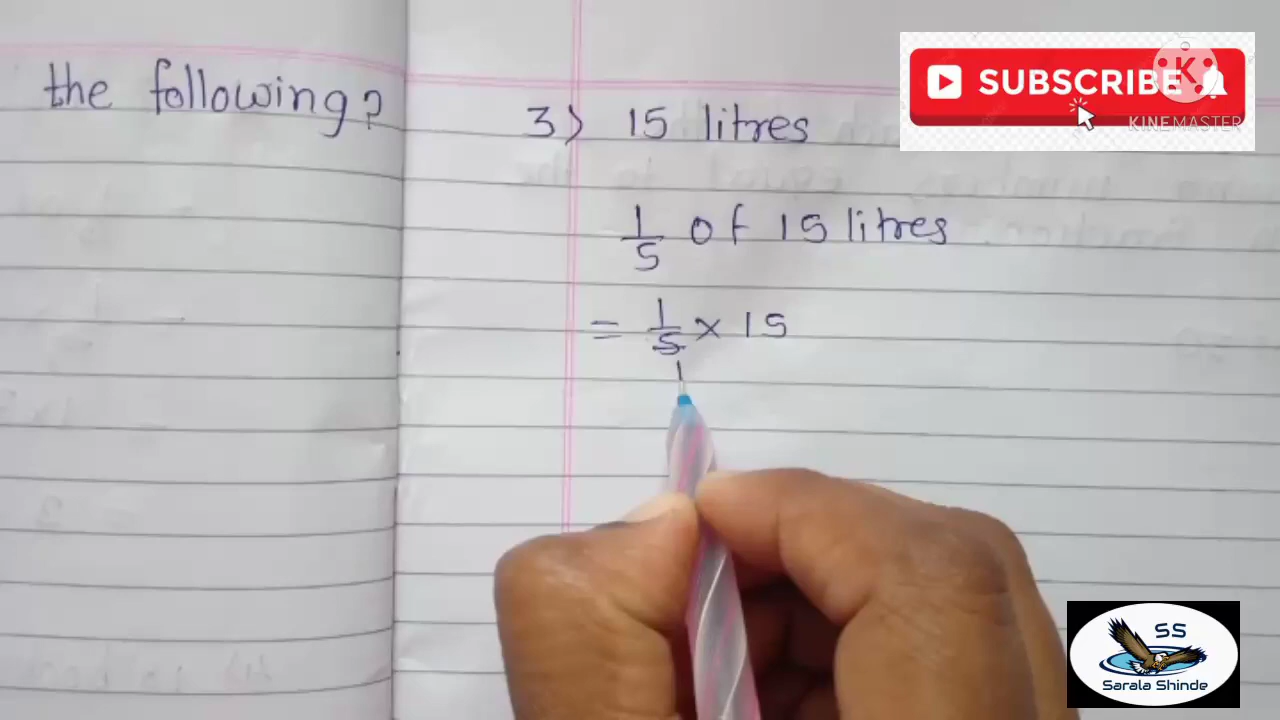 the following?
3) 15 litres
1/5 of 15 litres
= 1/5 × 15
1
SUBSCRIBE
K
KINEMASTER
SS
Sarala Shinde